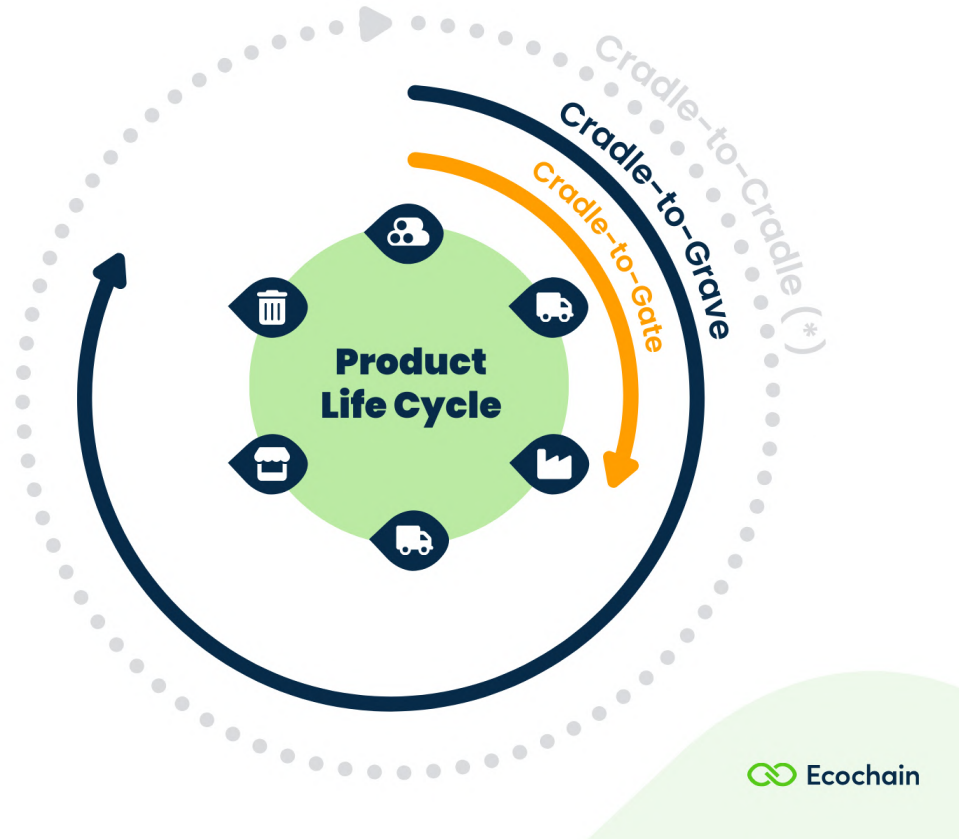 Cradle-to-Cradle (*)
Cradle-to-Grave
Cradle-to-Gate
Product
Life Cycle
Ecochain